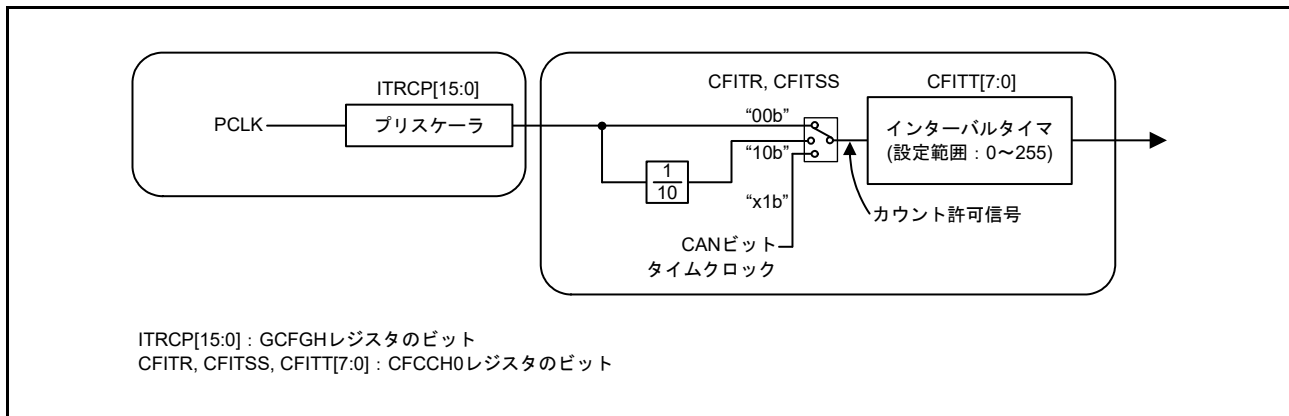 CFITR, CFITSS
CFITT[7:0]
ITRCP[15:0]
PCLK
プリスケーラ
“00b”
“10b”
“x1b”
インターバルタイマ
(設定範囲：0～255)
1
10
カウント許可信号
CANビット
タイムクロック
ITRCP[15:0]：GCFGHレジスタのビット
CFITR, CFITSS, CFITT[7:0]：CFCCH0レジスタのビット